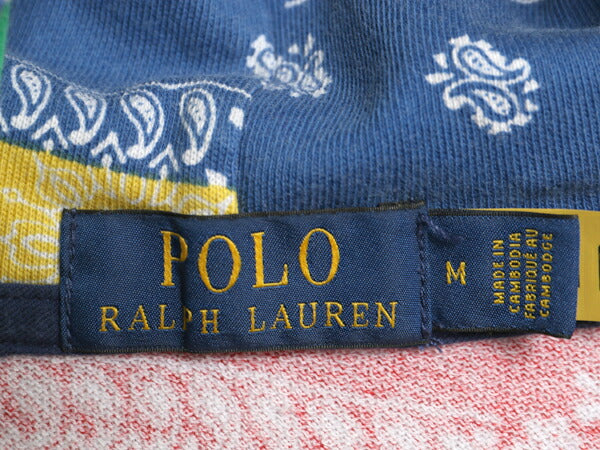 POLO
RALPH LAUREN
M
MADE IN
CAMBODIA
FABRIQUÉ AU
CAMBODGE